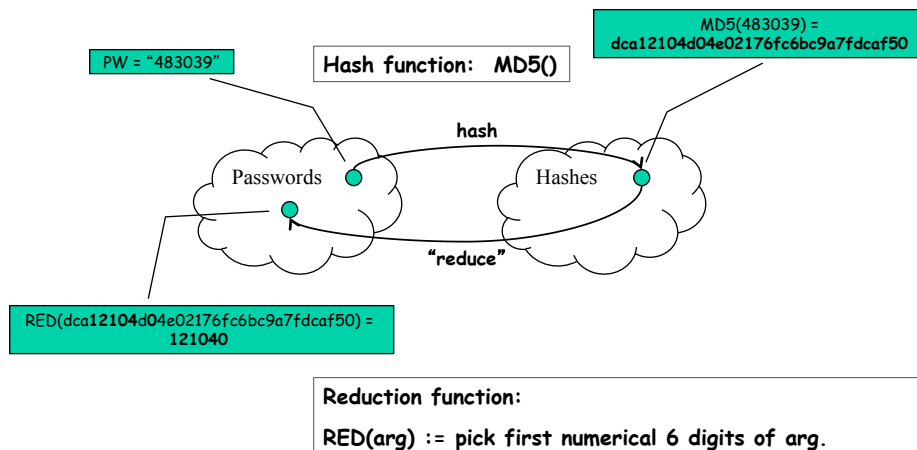 MD5(483039) =
dca12104d04e02176fc6bc9a7fdcaf50
PW = “483039”
Hash function: MD5()
hash
Passwords
Hashes
“reduce”
RED(dca12104d04e02176fc6bc9a7fdcaf50) =
121040
Reduction function:
RED(arg) := pick first numerical 6 digits of arg.